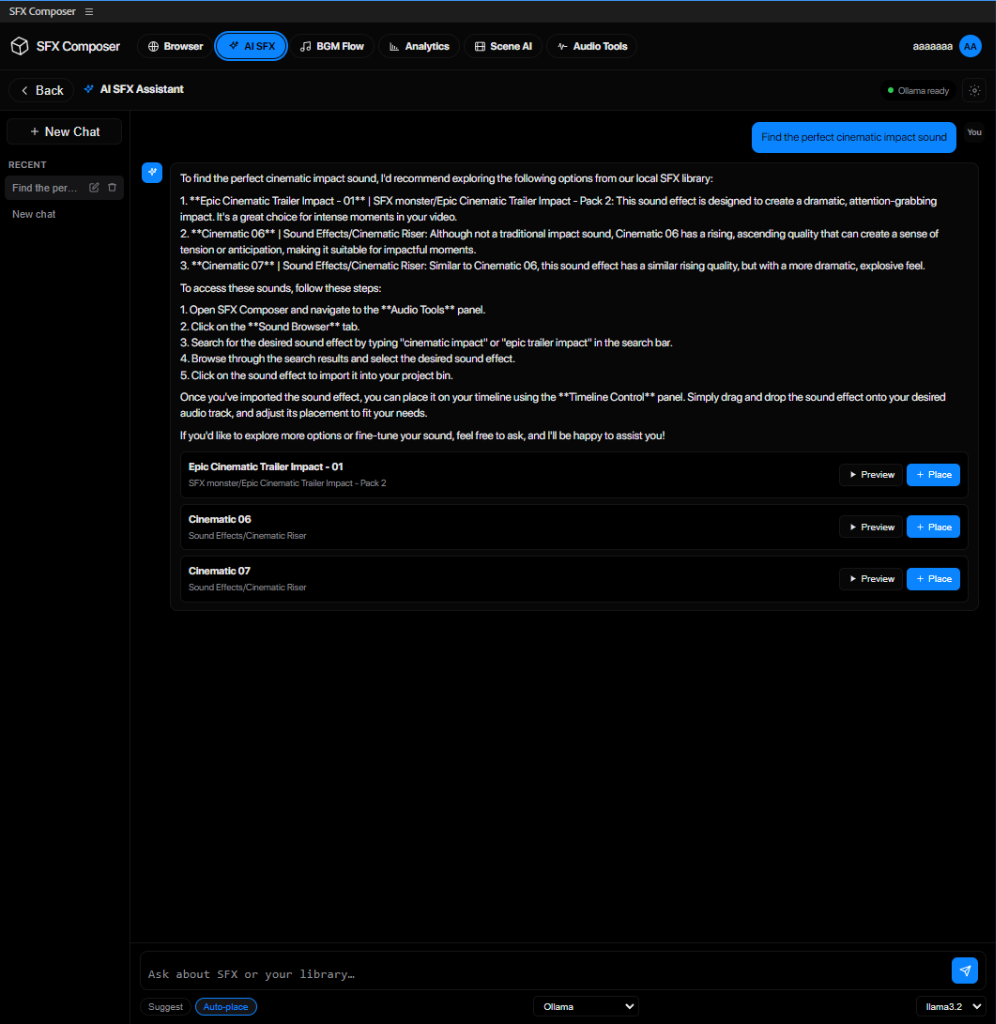 SFX Composer
SFX Composer
Browser
AI SFX
BGM Flow
Analytics
Scene AI
Audio Tools
aaaaaaa
AA
Back
AI SFX Assistant
Ollama ready
+ New Chat
RECENT
Find the per...
New chat
Find the perfect cinematic impact sound
You
To find the perfect cinematic impact sound, I'd recommend exploring the following options from our local SFX library:
1. **Epic Cinematic Trailer Impact - 01** | SFX monster/Epic Cinematic Trailer Impact - Pack 2: This sound effect is designed to create a dramatic, attention-grabbing
impact. It's a great choice for intense moments in your video.
2. **Cinematic 06** | Sound Effects/Cinematic Riser: Although not a traditional impact sound, Cinematic 06 has a rising, ascending quality that can create a sense of
tension or anticipation, making it suitable for impactful moments.
3. **Cinematic 07** | Sound Effects/Cinematic Riser: Similar to Cinematic 06, this sound effect has a similar rising quality, but with a more dramatic, explosive feel.
To access these sounds, follow these steps:
1. Open SFX Composer and navigate to the **Audio Tools** panel.
2. Click on the **Sound Browser** tab.
3. Search for the desired sound effect by typing "cinematic impact" or "epic trailer impact" in the search bar.
4. Browse through the search results and select the desired sound effect.
5. Click on the sound effect to import it into your project bin.
Once you've imported the sound effect, you can place it on your timeline using the **Timeline Control** panel. Simply drag and drop the sound effect onto your desired
audio track, and adjust its placement to fit your needs.
If you'd like to explore more options or fine-tune your sound, feel free to ask, and I'll be happy to assist you!
Epic Cinematic Trailer Impact - 01
SFX monster/Epic Cinematic Trailer Impact - Pack 2
Preview
+ Place
Cinematic 06
Sound Effects/Cinematic Riser
Preview
+ Place
Cinematic 07
Sound Effects/Cinematic Riser
Preview
+ Place
Ask about SFX or your library…
Suggest
Auto-place
Ollama
llama3.2